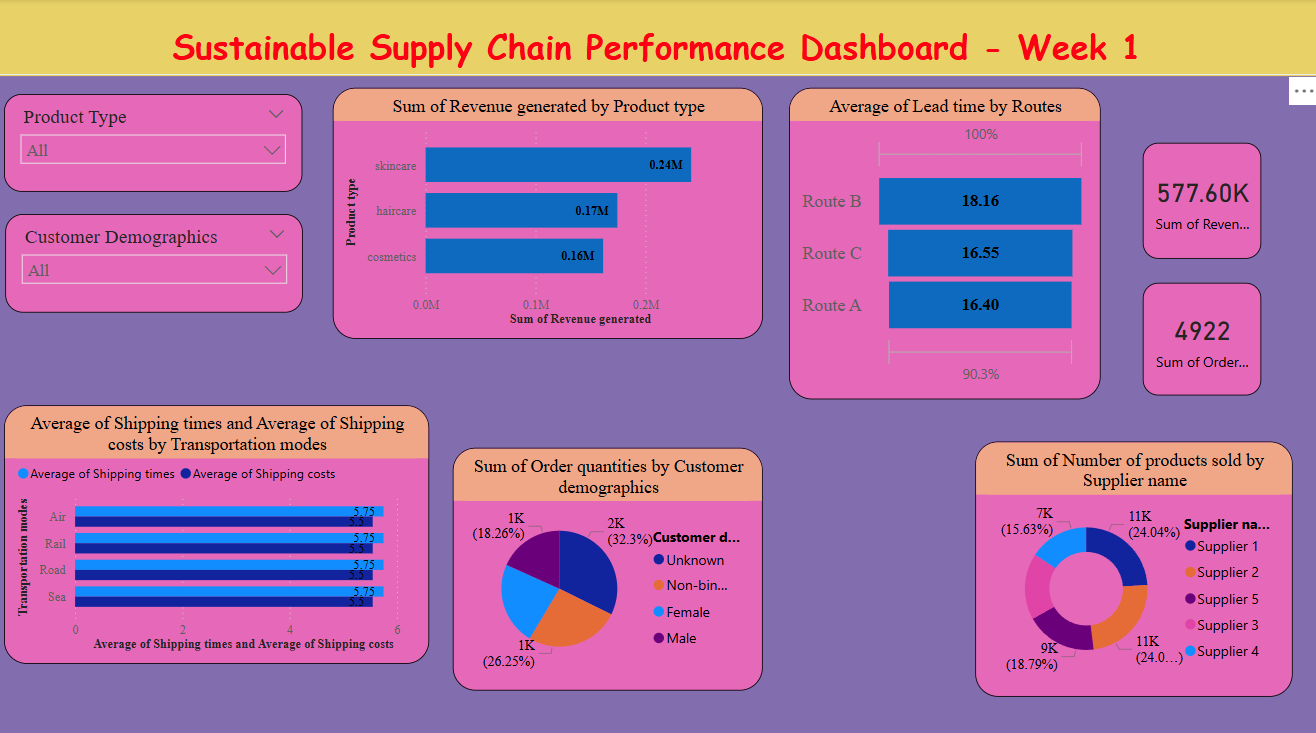 Sustainable Supply Chain Performance Dashboard - Week 1
Product Type
All
Customer Demographics
All
Sum of Revenue generated by Product type
Product type
skincare
0.24M
haircare
0.17M
cosmetics
0.16M
0.0M
0.1M
0.2M
Sum of Revenue generated
Average of Lead time by Routes
100%
Route B
18.16
Route C
16.55
Route A
16.40
90.3%
577.60K
Sum of Reven...
4922
Sum of Order...
Average of Shipping times and Average of Shipping
costs by Transportation modes
Average of Shipping times
Average of Shipping costs
Transportation modes
Air
5.75
5.5
Rail
5.75
5.5
Road
5.75
5.5
Sea
5.75
5.5
0
2
4
6
Average of Shipping times and Average of Shipping costs
Sum of Order quantities by Customer
demographics
1K
(18.26%)
2K
(32.3%)
1K
(26.25%)
Customer d...
Unknown
Non-bin...
Female
Male
Sum of Number of products sold by
Supplier name
7K
(15.63%)
11K
(24.04%)
9K
(18.79%)
11K
(24.0...)
Supplier na...
Supplier 1
Supplier 2
Supplier 5
Supplier 3
Supplier 4